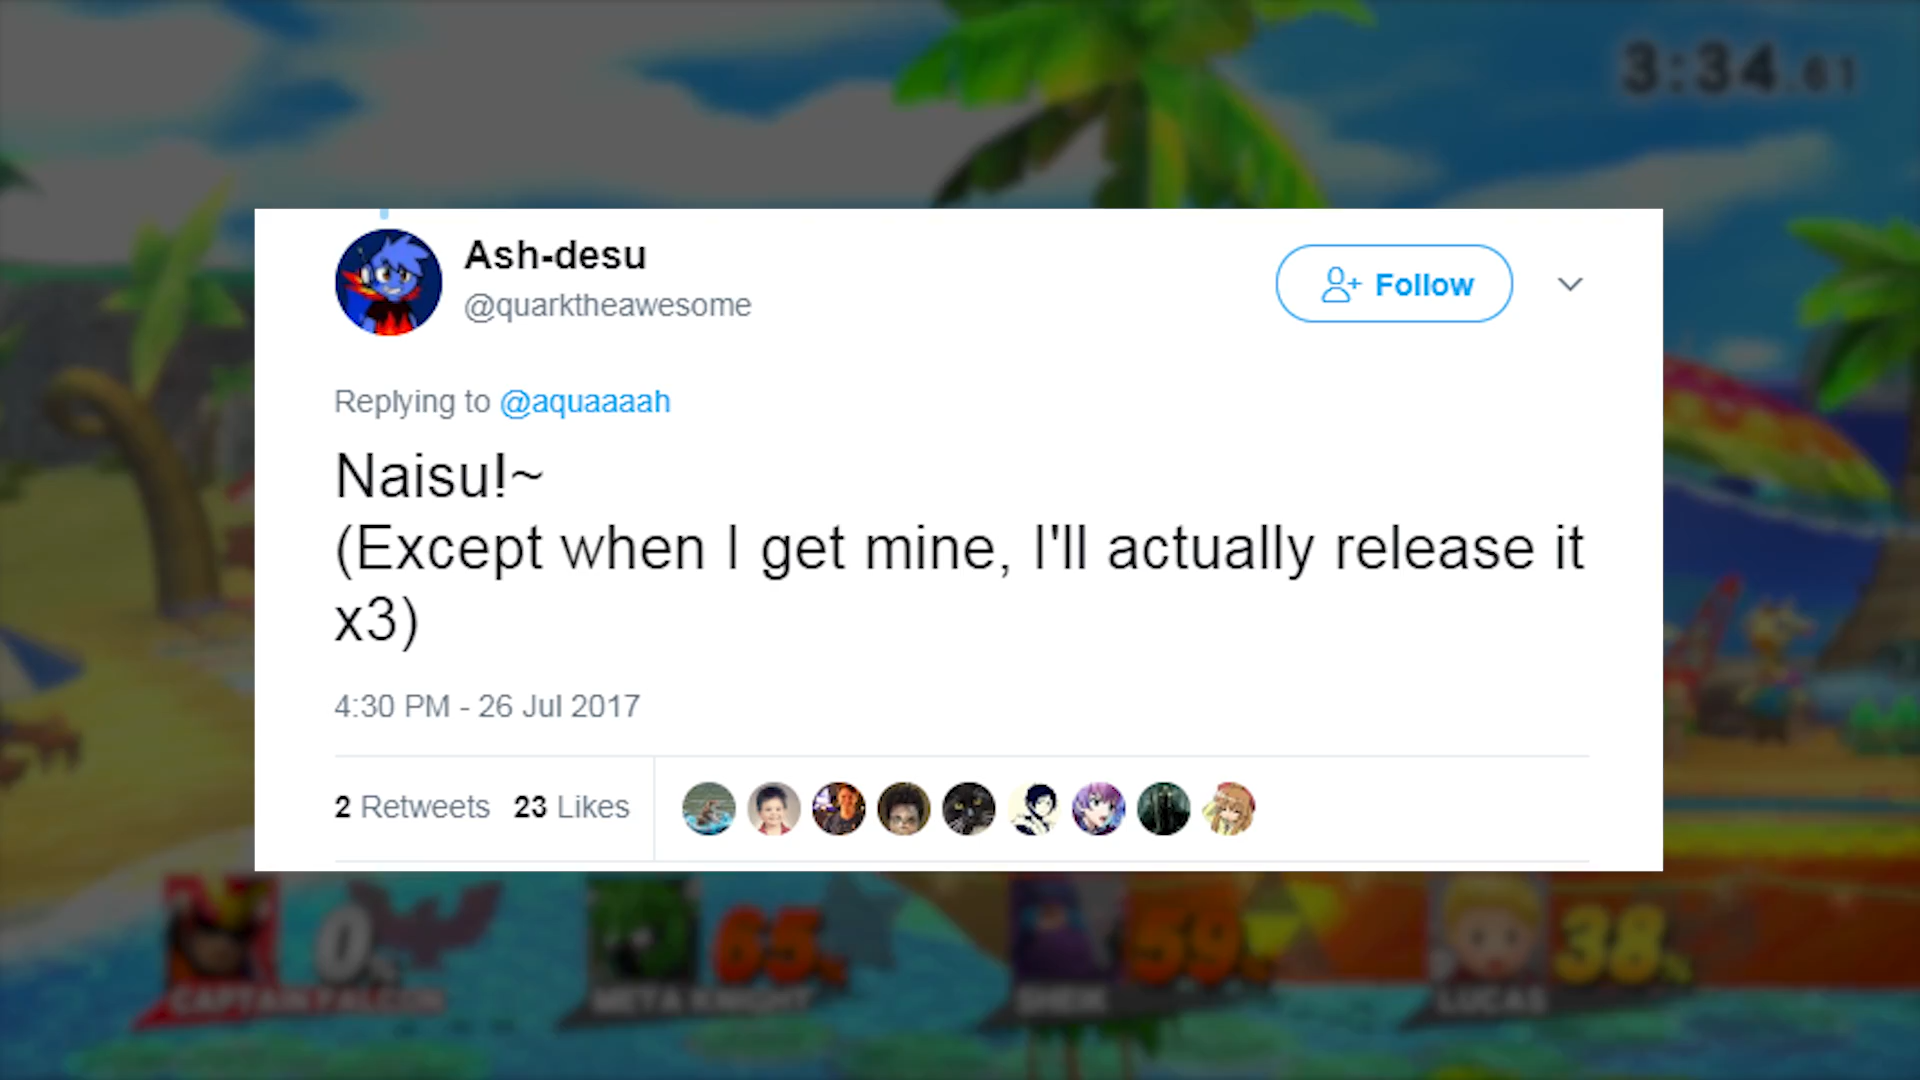 3:34.61
Ash-desu
@quarktheawesome
Follow
Replying to @aquaaaah
Naisu!~
(Except when I get mine, I'll actually release it
x3)
4:30 PM - 26 Jul 2017
2 Retweets 23 Likes
0% 65% 59% 38%
CAPTAIN FALCON META KNIGHT SHEIK LUCAS